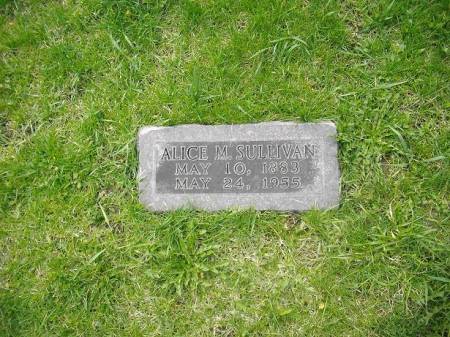 ALICE M. SULLIVAN
MAY 10, 1883
MAY 24, 1955